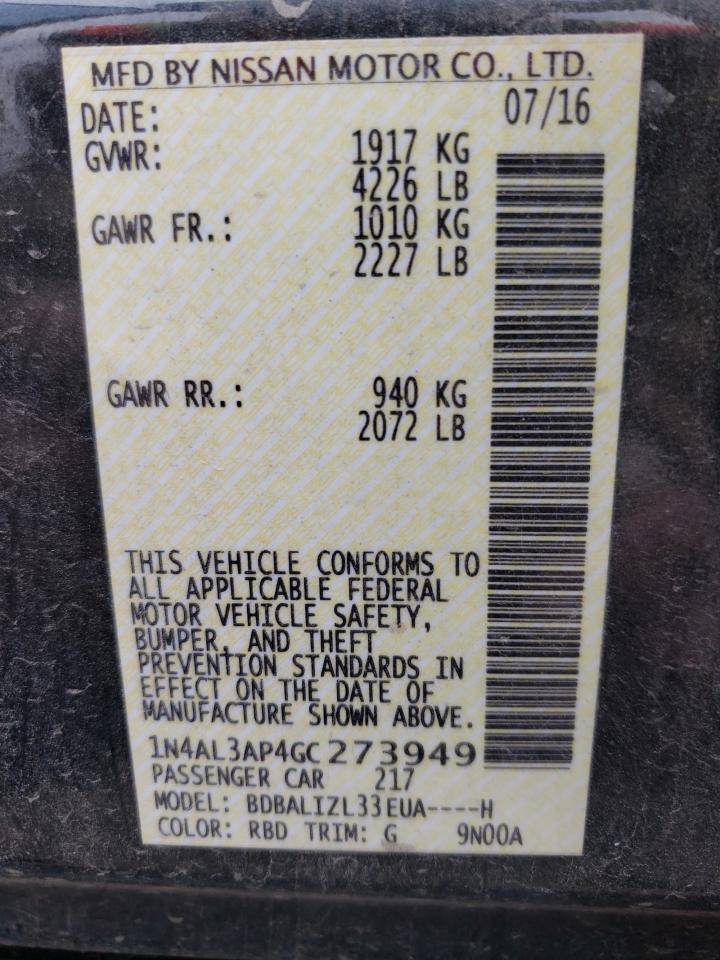 MFD BY NISSAN MOTOR CO., LTD.
DATE: 07/16
GVWR: 1917 KG
4226 LB
GAWR FR.: 1010 KG
2227 LB
GAWR RR.: 940 KG
2072 LB
THIS VEHICLE CONFORMS TO
ALL APPLICABLE FEDERAL
MOTOR VEHICLE SAFETY,
BUMPER, AND THEFT
PREVENTION STANDARDS IN
EFFECT ON THE DATE OF
MANUFACTURE SHOWN ABOVE.
1N4AL3AP4GC273949
PASSENGER CAR 217
MODEL: BDBALIZL33EUA----H
COLOR: RBD TRIM: G 9N00A